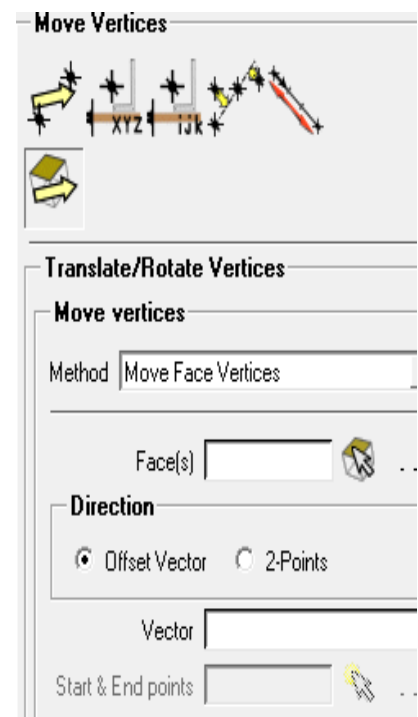 Move Vertices
XYZ ijk
Translate/Rotate Vertices
Move vertices
Method Move Face Vertices
Face(s)
Direction
Offset Vector 2-Points
Vector
Start & End points